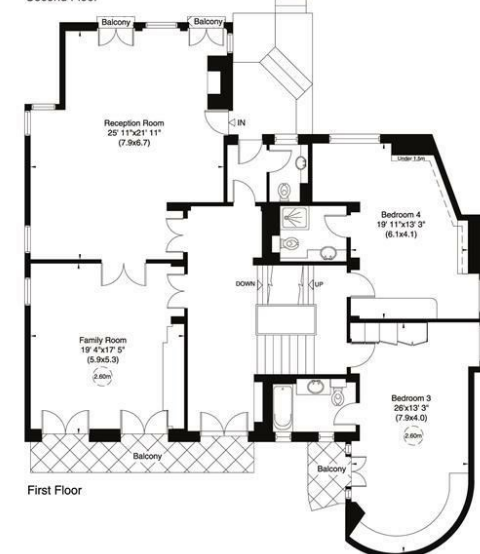 Second Floor
Balcony
Balcony
Reception Room
25' 11"x21' 11"
(7.9x6.7)
IN
Under 1.5m
Bedroom 4
19' 11"x13' 3"
(6.1x4.1)
DOWN
UP
Family Room
19' 4"x17' 5"
(5.9x5.3)
2.60m
Bedroom 3
26'x13' 3"
(7.9x4.0)
2.60m
Balcony
Balcony
First Floor